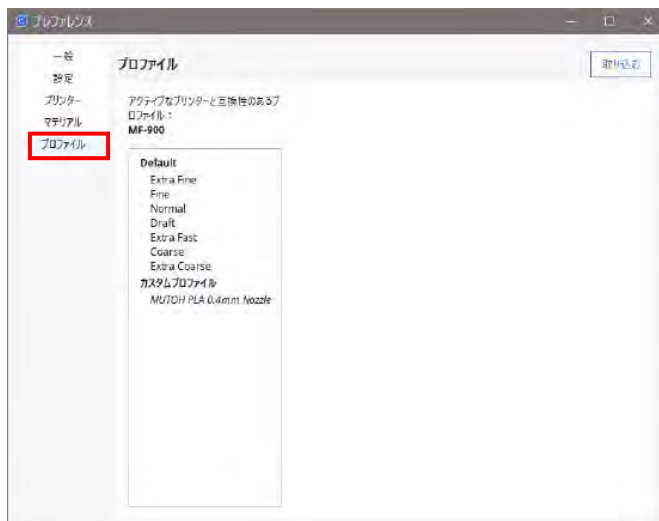 プレファレンス
一般
設定
プリンター
マテリアル
プロファイル
プロファイル
取り込む
アクティブなプリンターと互換性のあるプ
ロファイル：
MF-900
Default
Extra Fine
Fine
Normal
Draft
Extra Fast
Coarse
Extra Coarse
カスタムプロファイル
MUTOH PLA 0.4mm Nozzle